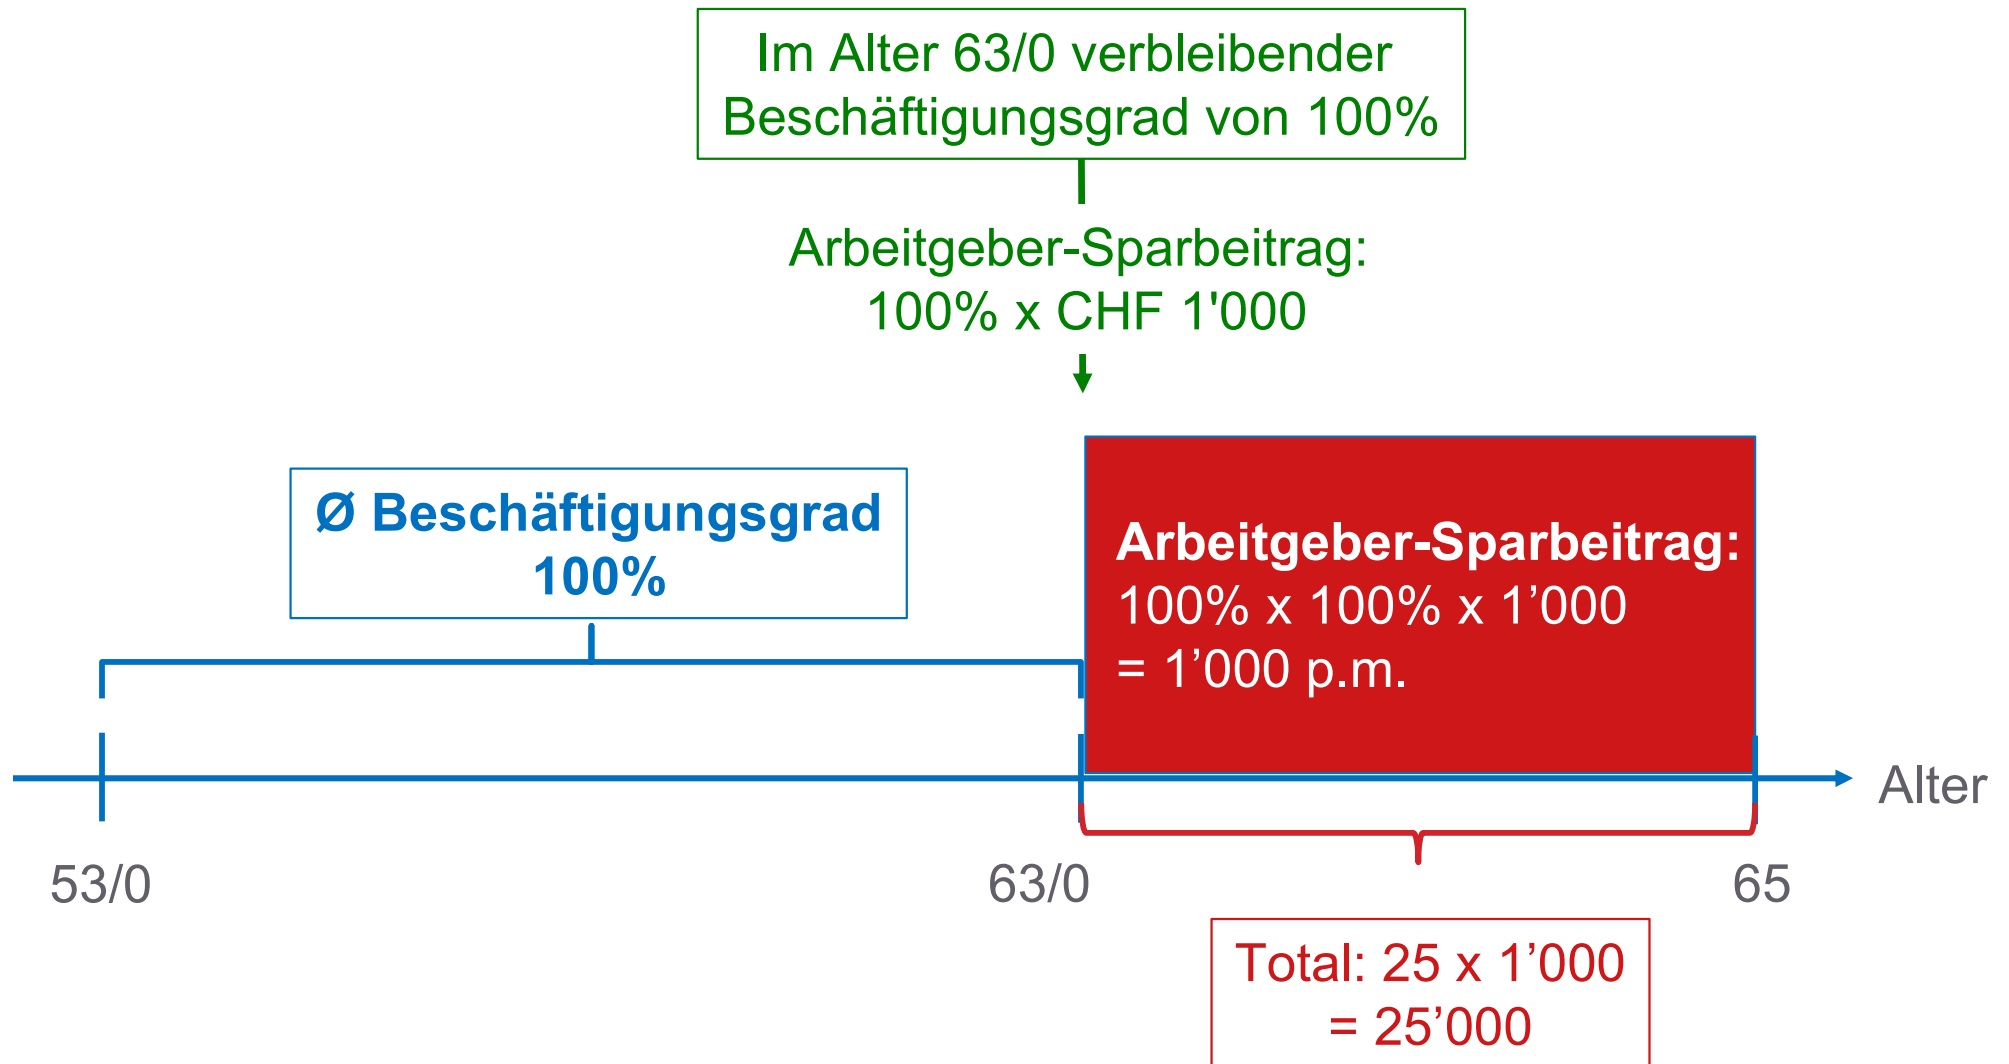 Im Alter 63/0 verbleibender
Beschäftigungsgrad von 100%
Arbeitgeber-Sparbeitrag:
100% x CHF 1'000
Ø Beschäftigungsgrad
100%
Arbeitgeber-Sparbeitrag:
100% x 100% x 1’000
= 1’000 p.m.
Alter
53/0
63/0
65
Total: 25 x 1’000
= 25’000